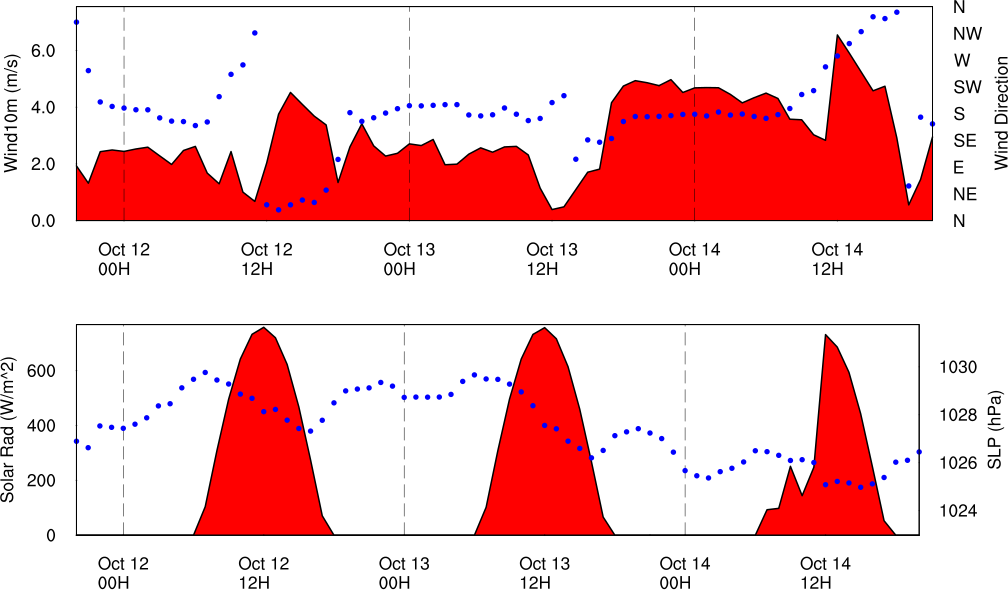 N
NW
W
SW
S
SE
E
NE
N
Wind Direction
6.0
4.0
2.0
0.0
Wind10m (m/s)
Oct 12 Oct 12 Oct 13 Oct 13 Oct 14 Oct 14
00H 12H 00H 12H 00H 12H
600
400
200
0
Solar Rad (W/m^2)
1030
1028
1026
1024
SLP (hPa)
Oct 12 Oct 12 Oct 13 Oct 13 Oct 14 Oct 14
00H 12H 00H 12H 00H 12H